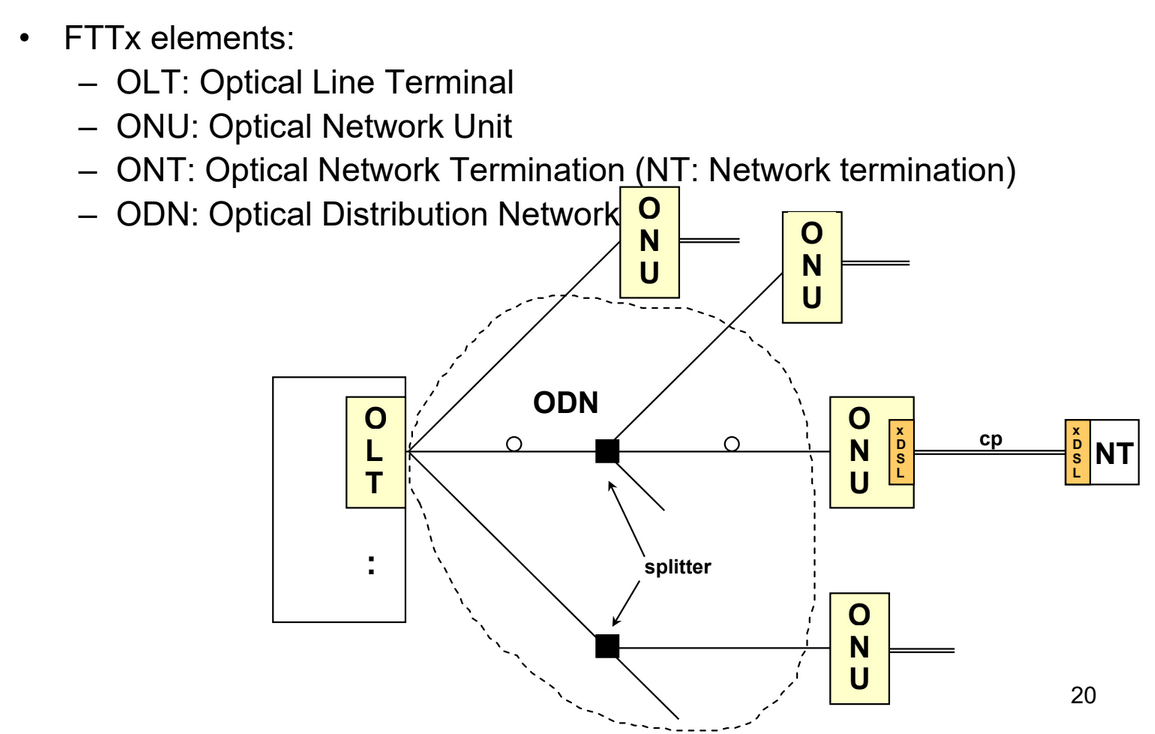 • FTTx elements:
– OLT: Optical Line Terminal
– ONU: Optical Network Unit
– ONT: Optical Network Termination (NT: Network termination)
– ODN: Optical Distribution Network
ONU
ONU
ODN
OLT
:
ONU
xDSL
cp
xDSL
NT
splitter
ONU
20